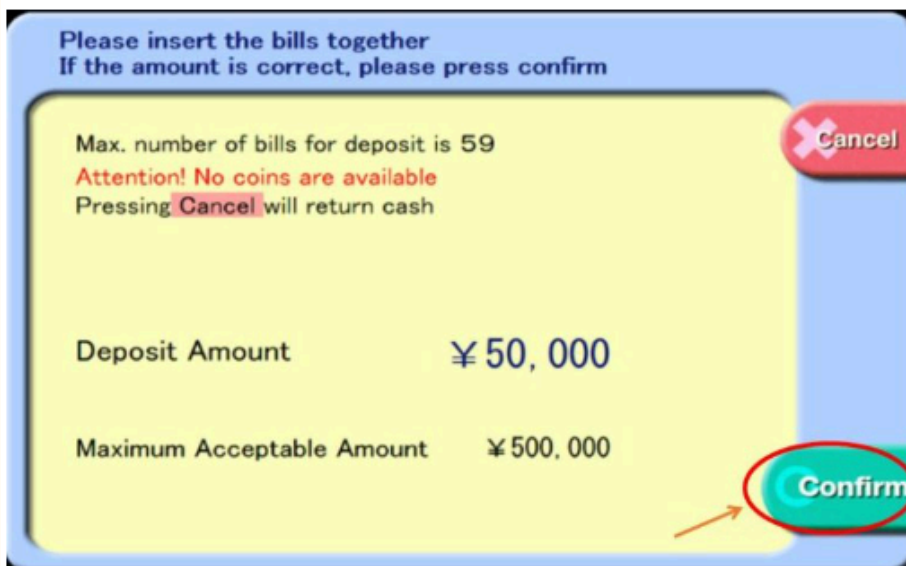 Please insert the bills together
If the amount is correct, please press confirm
Max. number of bills for deposit is 59
Attention! No coins are available
Pressing Cancel will return cash
Cancel
Deposit Amount ¥50,000
Maximum Acceptable Amount ¥500,000
Confirm